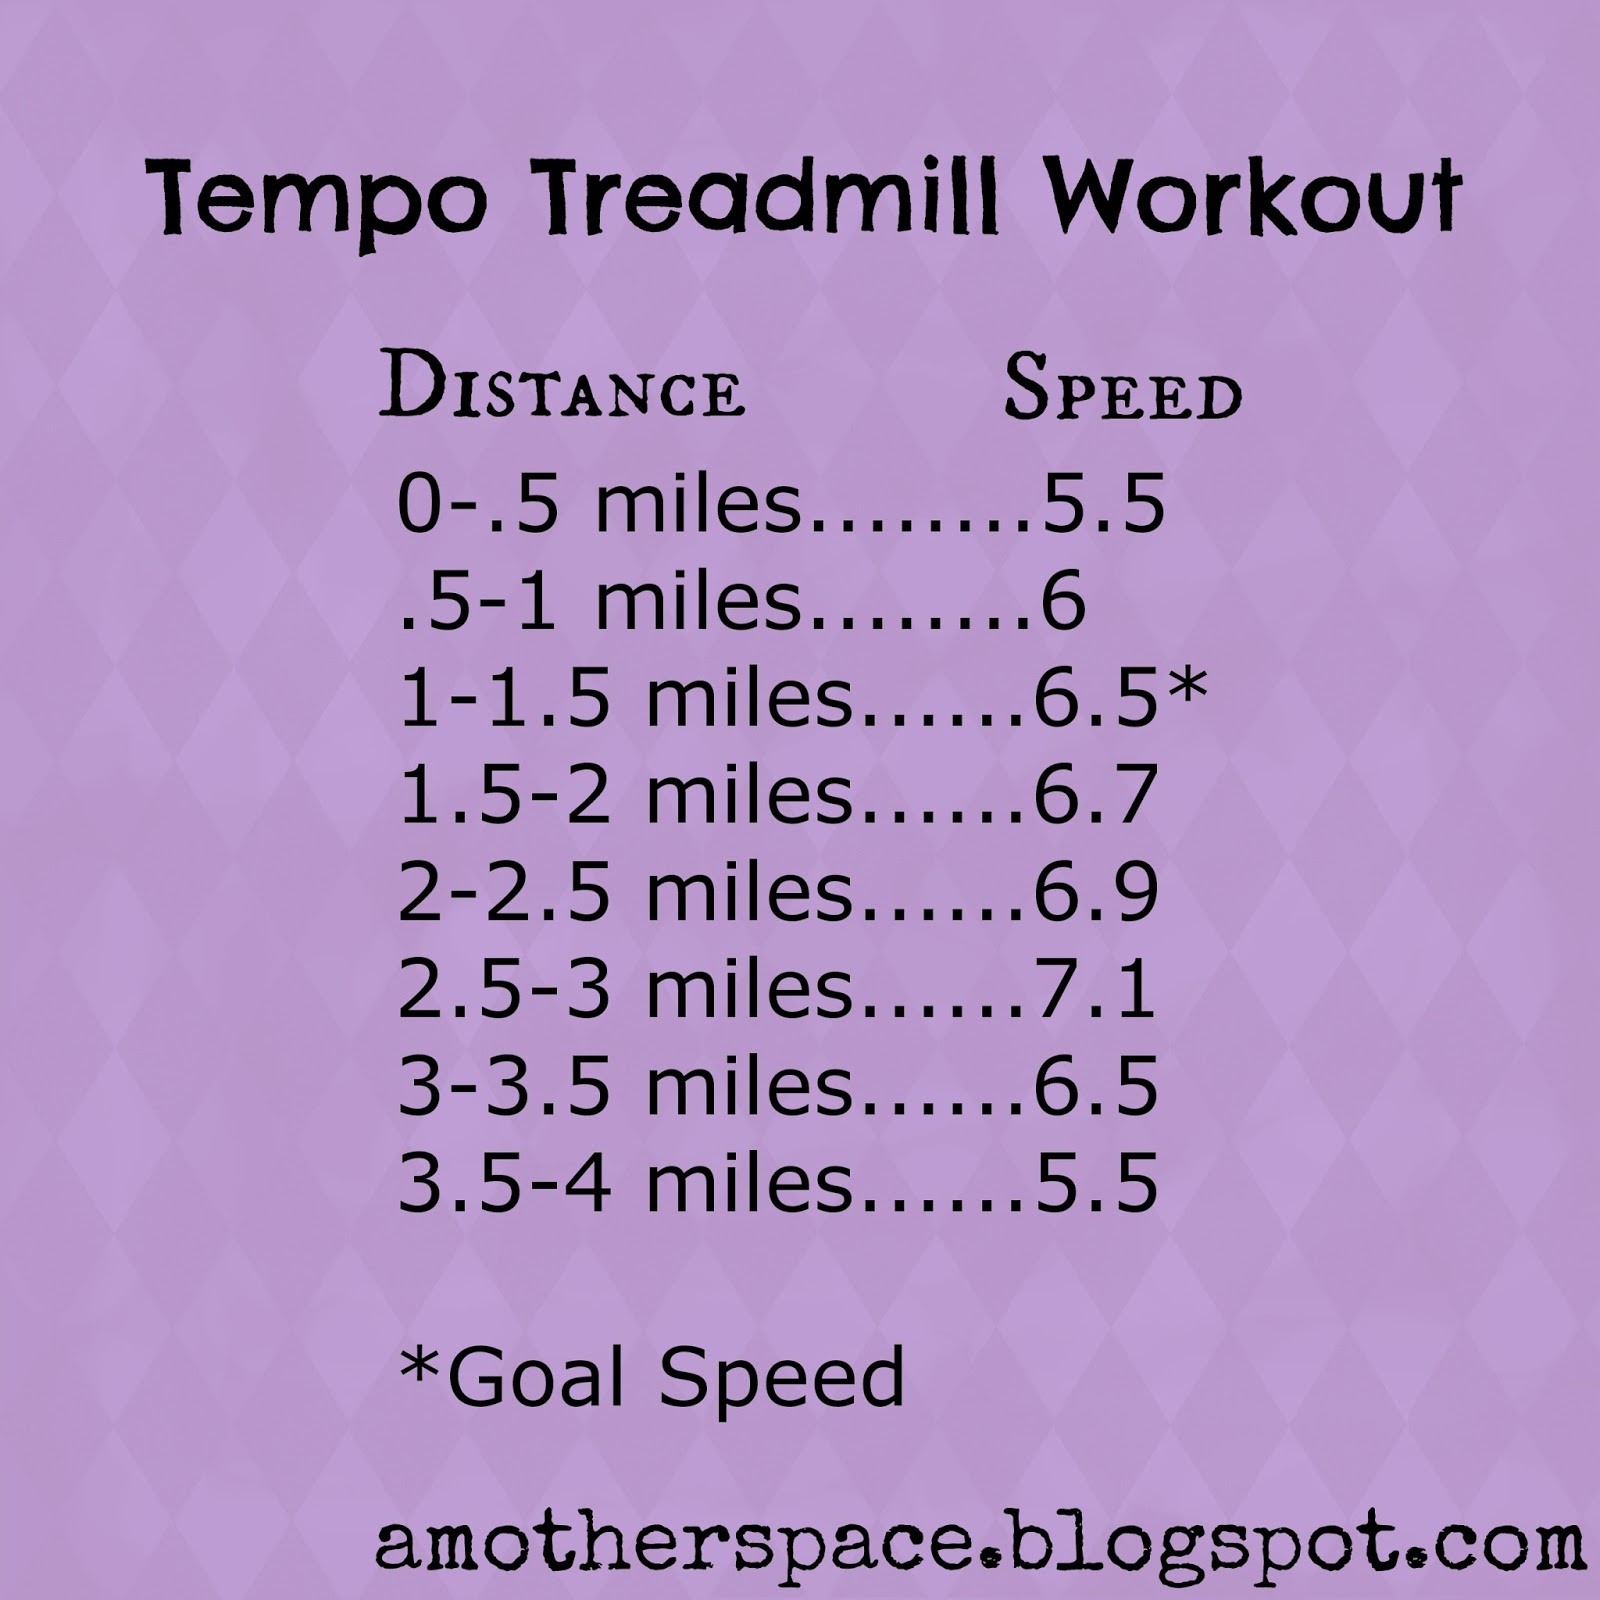 Tempo Treadmill Workout
Distance Speed
0-.5 miles........5.5
.5-1 miles........6
1-1.5 miles......6.5*
1.5-2 miles......6.7
2-2.5 miles......6.9
2.5-3 miles......7.1
3-3.5 miles......6.5
3.5-4 miles......5.5
*Goal Speed
amotherspace.blogspot.com